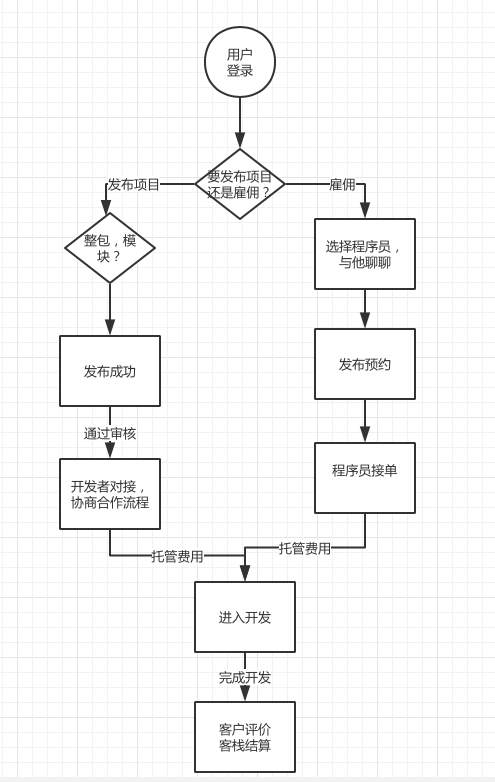 用户
登录
要发布项目
还是雇佣？
发布项目
雇佣
整包，模
块？
选择程序员，
与他聊聊
发布成功
发布预约
通过审核
开发者对接，
协商合作流程
程序员接单
托管费用
托管费用
进入开发
完成开发
客户评价
客栈结算